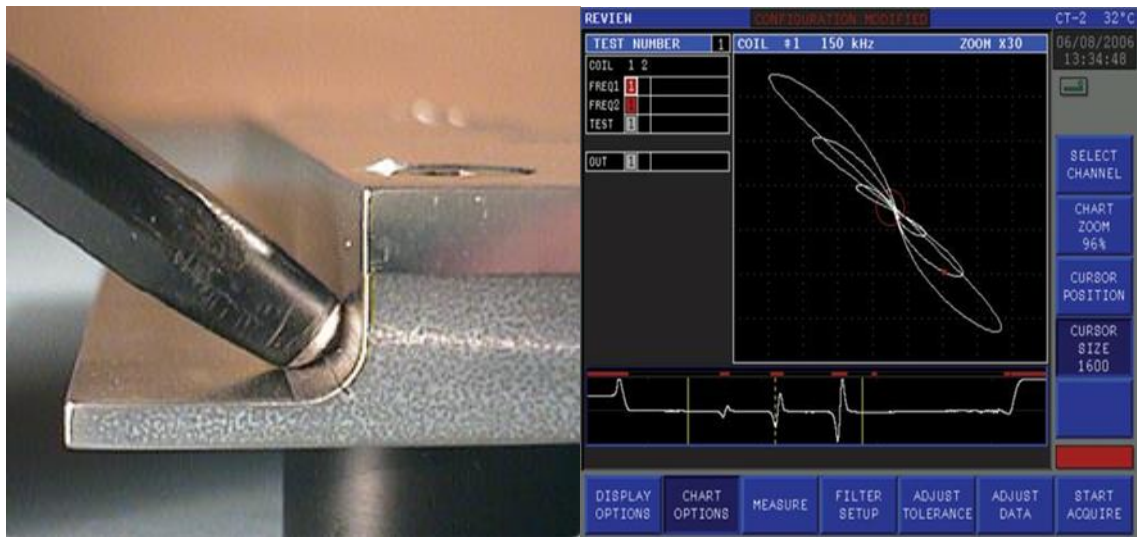 REVIEW
CONFIGURATION MODIFIED
CT-2 32°C
TEST NUMBER 1
COIL #1 150 kHz ZOOM X30
06/08/2006
13:34:48
COIL 1 2
FREQ1 1
FREQ2 1
TEST 1
OUT 1
SELECT
CHANNEL
CHART
ZOOM
96%
CURSOR
POSITION
CURSOR
SIZE
1600
DISPLAY
OPTIONS
CHART
OPTIONS
MEASURE
FILTER
SETUP
ADJUST
TOLERANCE
ADJUST
DATA
START
ACQUIRE